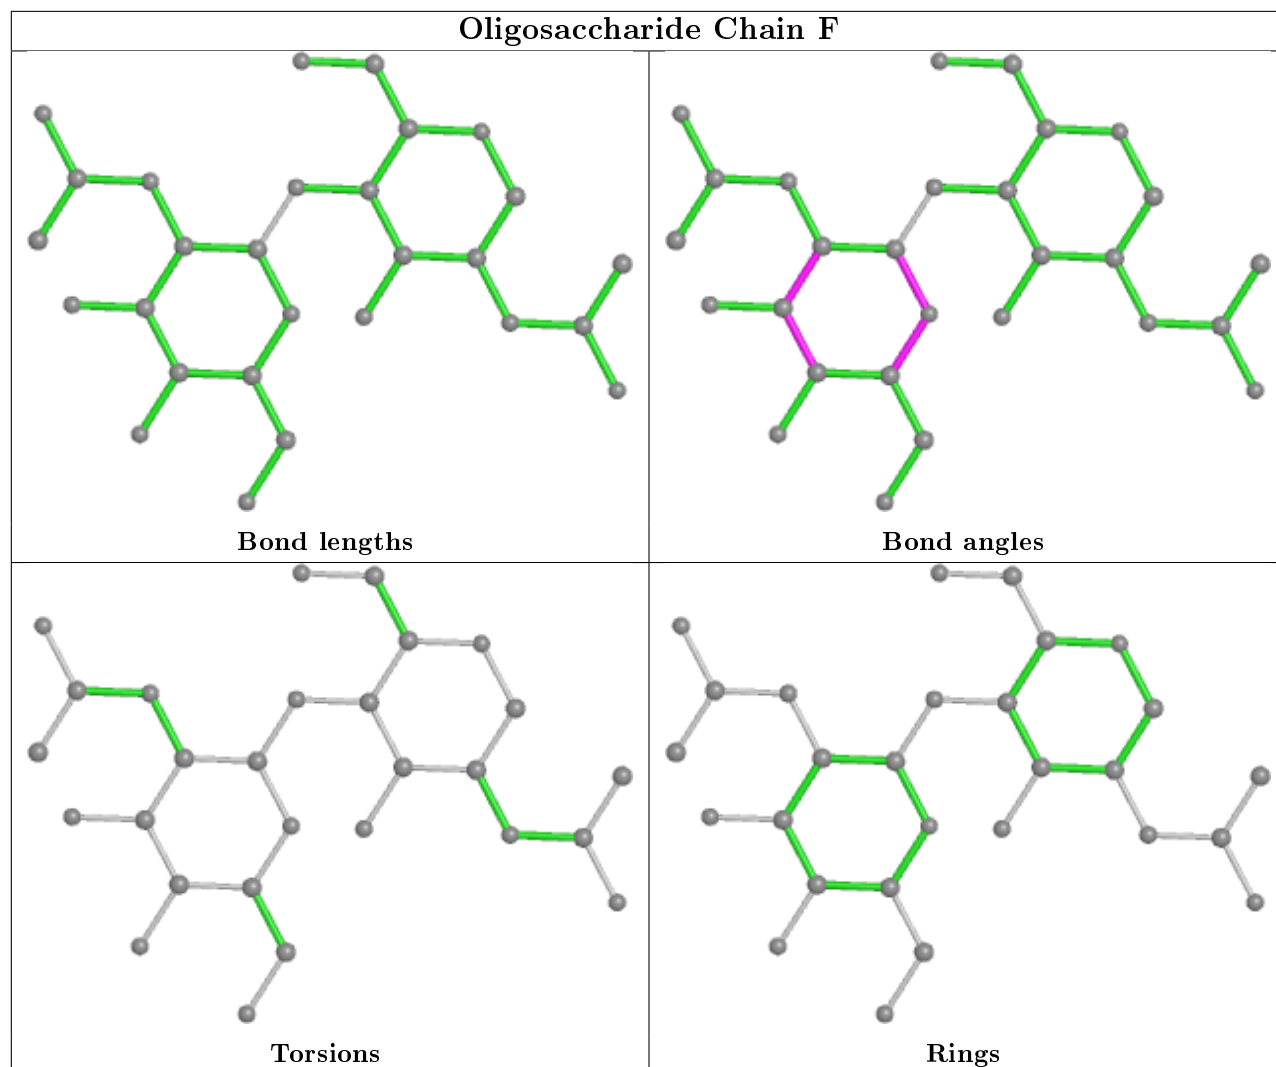 Oligosaccharide Chain F
Bond lengths
Bond angles
Torsions
Rings